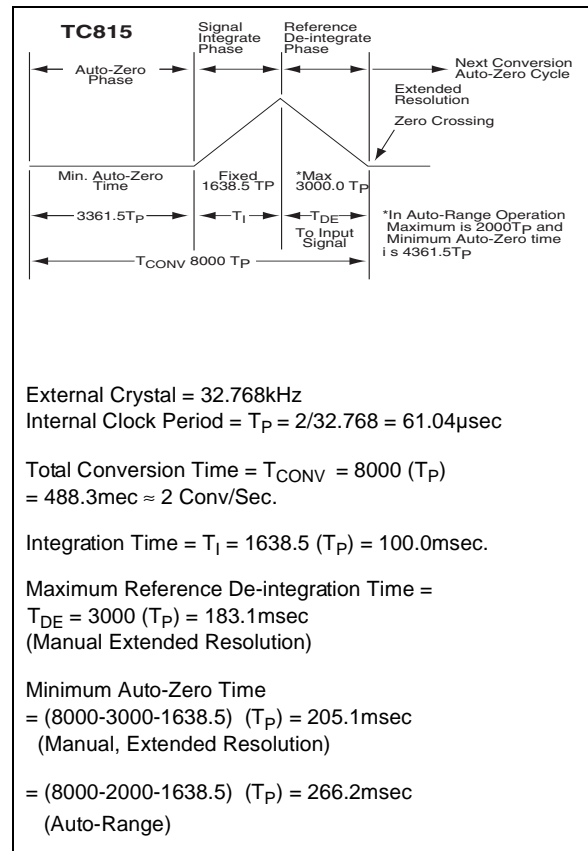 TC815
Signal
Integrate
Phase
Reference
De-integrate
Phase
Auto-Zero
Phase
Next Conversion
Auto-Zero Cycle
Extended
Resolution
Zero Crossing
Min. Auto-Zero
Time
Fixed
1638.5 TP
*Max
3000.0 TP
3361.5TP
TI
TDE
To Input
Signal
*In Auto-Range Operation
Maximum is 2000TP and
Minimum Auto-Zero time
i s 4361.5TP
TCONV 8000 TP
External Crystal = 32.768kHz
Internal Clock Period = TP = 2/32.768 = 61.04µsec
Total Conversion Time = TCONV = 8000 (TP)
= 488.3mec ≈ 2 Conv/Sec.
Integration Time = TI = 1638.5 (TP) = 100.0msec.
Maximum Reference De-integration Time =
TDE = 3000 (TP) = 183.1msec
(Manual Extended Resolution)
Minimum Auto-Zero Time
= (8000-3000-1638.5) (TP) = 205.1msec
(Manual, Extended Resolution)
= (8000-2000-1638.5) (TP) = 266.2msec
(Auto-Range)